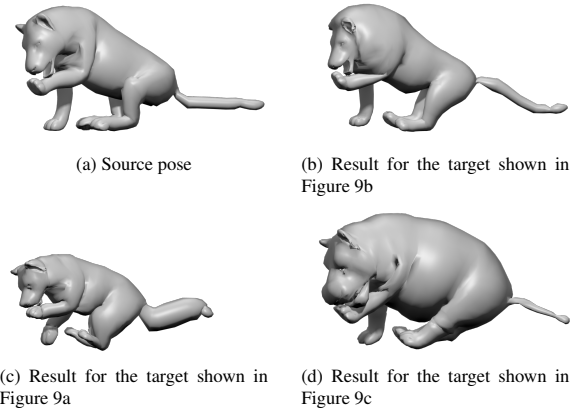 (a) Source pose
(b) Result for the target shown in
Figure 9b
(c) Result for the target shown in
Figure 9a
(d) Result for the target shown in
Figure 9c